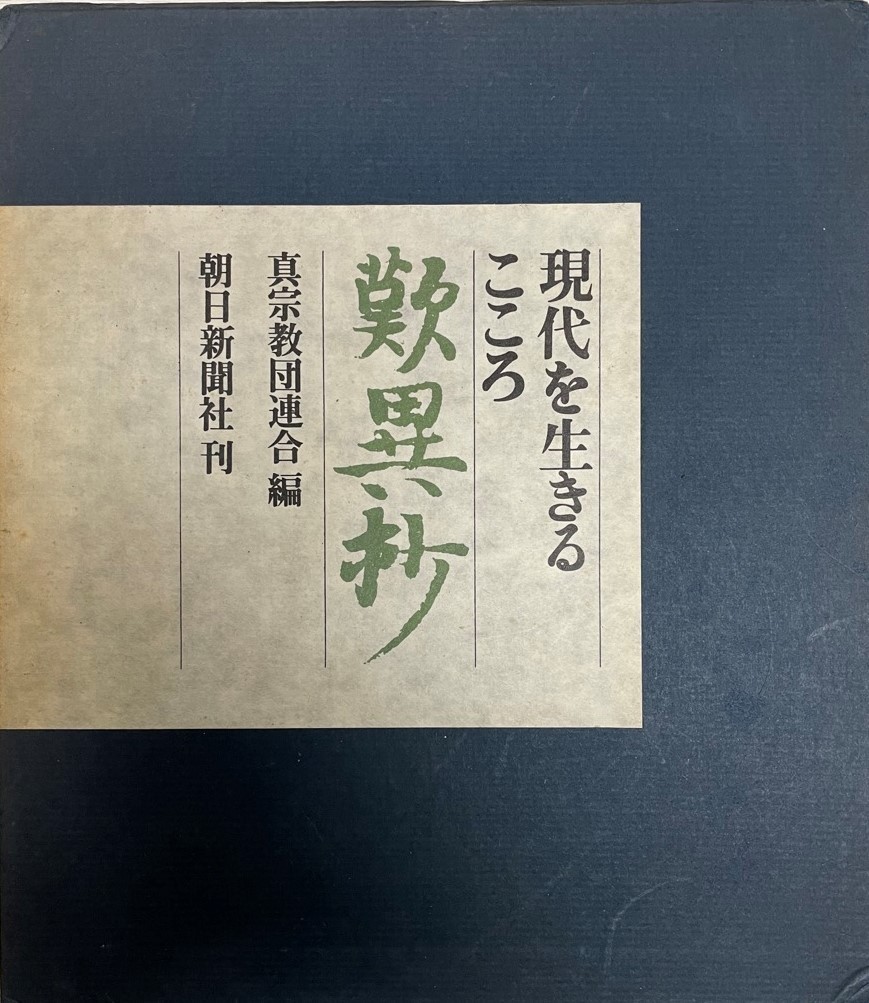 現代を生きる
こころ
歎異抄
真宗教団連合 編
朝日新聞社 刊